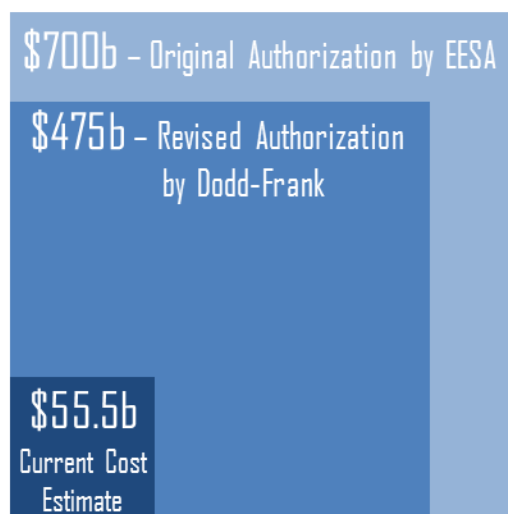 $700b – Original Authorization by EESA
$475b – Revised Authorization
by Dodd-Frank
$55.5b
Current Cost
Estimate